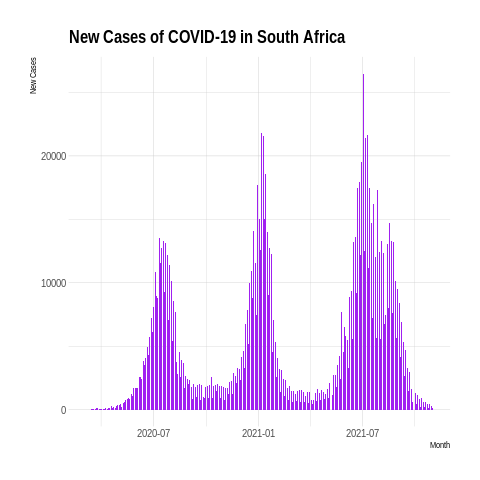 New Cases of COVID-19 in South Africa
New Cases
20000
10000
0
2020-07
2021-01
2021-07
Month